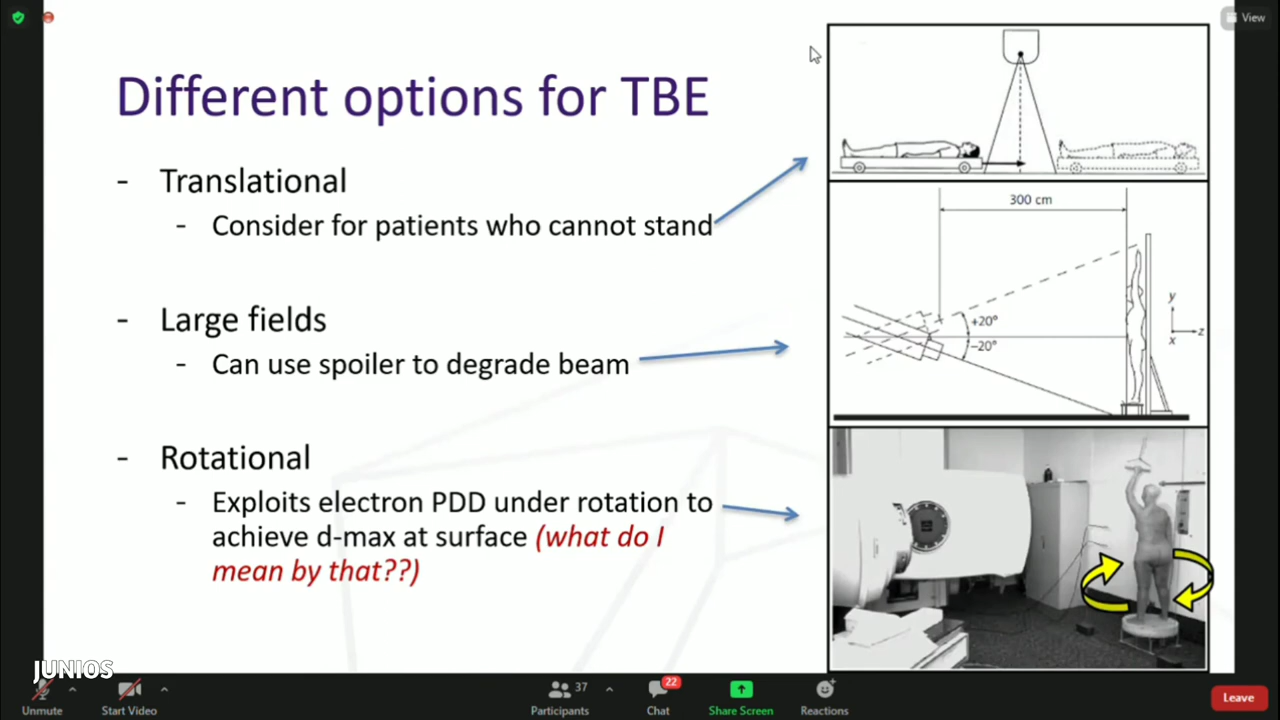 View
Different options for TBE
- Translational
- Consider for patients who cannot stand
- Large fields
- Can use spoiler to degrade beam
- Rotational
- Exploits electron PDD under rotation to
achieve d-max at surface (what do I
mean by that??)
300 cm
+20°
–20°
y
z
x
JUNIOS
Unmute
Start Video
37
Participants
22
Chat
Share Screen
Reactions
Leave